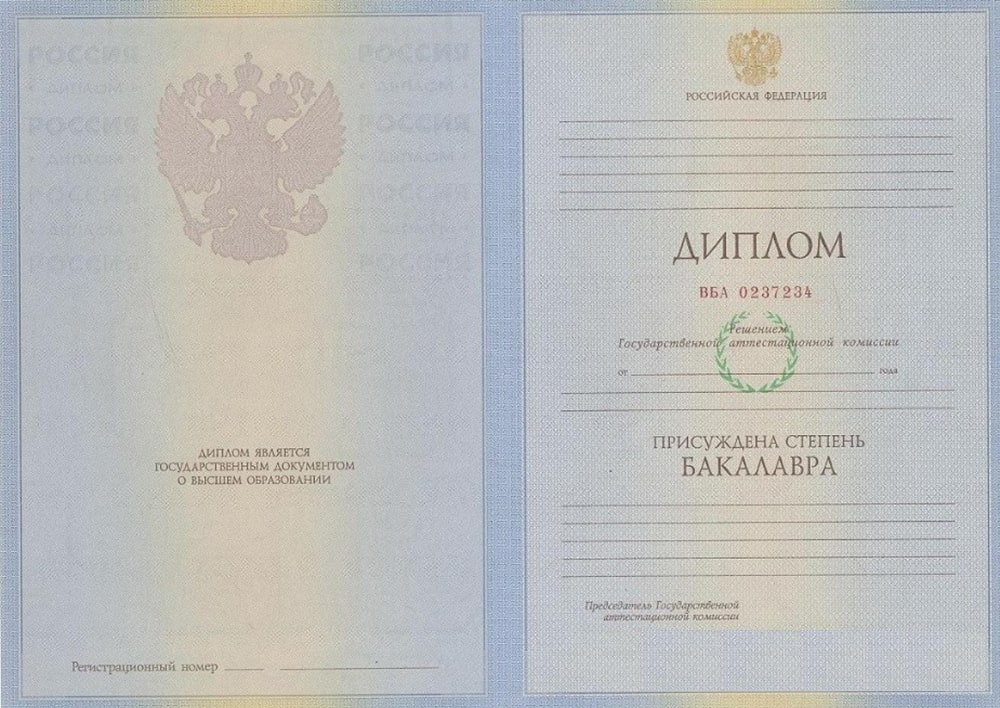 РОССИЯ РОССИЯ
• ДИПЛОМ • • ДИПЛОМ •
РОССИЯ РОССИЯ
• ДИПЛОМ • • ДИПЛОМ •
РОССИЯ РОССИЯ
• ДИПЛОМ • • ДИПЛОМ •
РОССИЯ РОССИЯ
ДИПЛОМ ЯВЛЯЕТСЯ
ГОСУДАРСТВЕННЫМ ДОКУМЕНТОМ
О ВЫСШЕМ ОБРАЗОВАНИИ
Регистрационный номер
РОССИЙСКАЯ ФЕДЕРАЦИЯ
ДИПЛОМ
ВБА 0237234
Решением
Государственной аттестационной комиссии
от года
ПРИСУЖДЕНА СТЕПЕНЬ
БАКАЛАВРА
Председатель Государственной
аттестационной комиссии